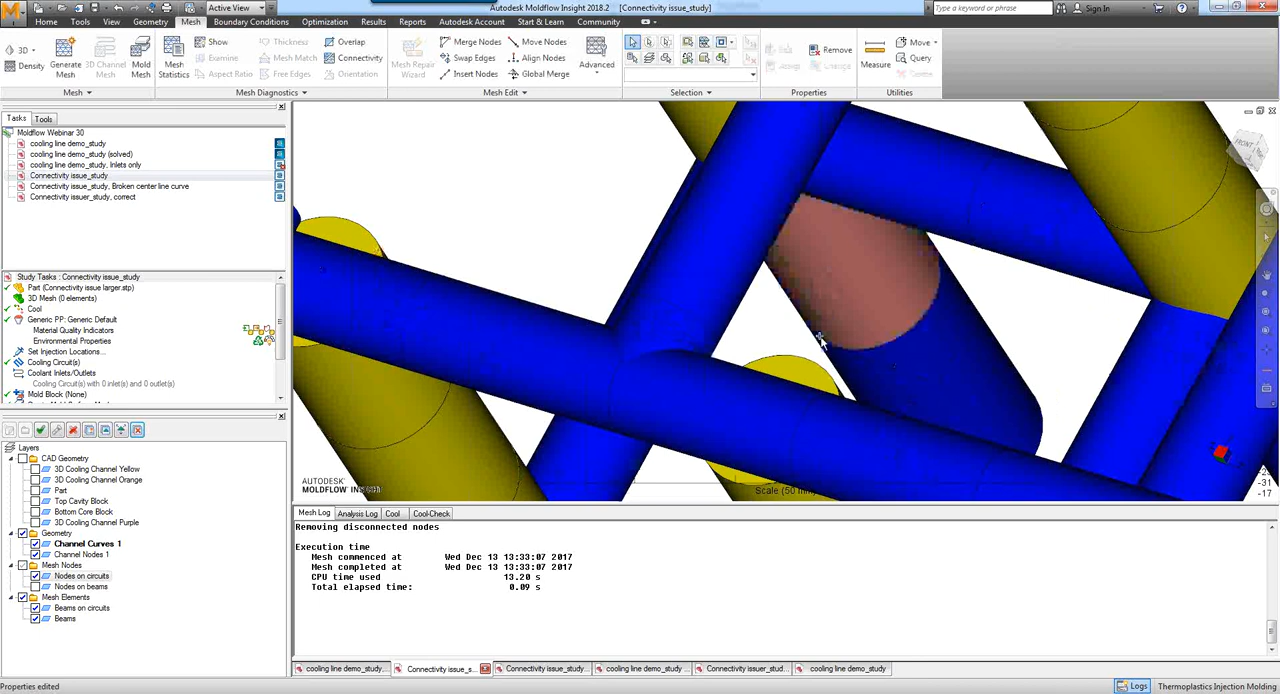 Active View
Autodesk Moldflow Insight 2018.2 [Connectivity issue_study]
Type a keyword or phrase
Sign In
Home Tools View Geometry Mesh Boundary Conditions Optimization Results Reports Autodesk Account Start & Learn Community
3D
Density
Generate Mesh
3D Channel Mesh
Mold Mesh
Mesh
Mesh Statistics
Show
Examine
Aspect Ratio
Thickness
Mesh Match
Free Edges
Overlap
Connectivity
Orientation
Mesh Diagnostics
Mesh Repair Wizard
Merge Nodes
Swap Edges
Insert Nodes
Move Nodes
Align Nodes
Global Merge
Advanced
Mesh Edit
Selection
Edit
Assign
Remove
Change
Properties
Measure
Move
Query
Utilities
Tasks Tools
Moldflow Webinar 30
cooling line demo_study
cooling line demo_study (solved)
cooling line demo_study, Inlets only
Connectivity issue_study
Connectivity issue_study, Broken center line curve
Connectivity issuer_study, correct
Study Tasks : Connectivity issue_study
Part (Connectivity issue larger.stp)
3D Mesh (0 elements)
Cool
Generic PP: Generic Default
Material Quality Indicators
Environmental Properties
Set Injection Locations...
Cooling Circuit(s)
Coolant Inlets/Outlets
Cooling Circuit(s) with 0 inlet(s) and 0 outlet(s)
Mold Block (Default)
Layers
CAD Geometry
3D Cooling Channel Yellow
3D Cooling Channel Orange
Part
Top Cavity Block
Bottom Core Block
3D Cooling Channel Purple
Geometry
Channel Curves 1
Channel Nodes 1
Mesh Nodes
Nodes on circuits
Nodes on beams
Mesh Elements
Beams on circuits
Beams
FRONT
AUTODESK
MOLDFLOW INSIGHT
Scale (50 mm)
-31
-17
Mesh Log Analysis Log Cool Cool-Check
Removing disconnected nodes
Execution time
Mesh commenced at Wed Dec 13 13:33:07 2017
Mesh completed at Wed Dec 13 13:33:07 2017
CPU time used 13.20 s
Total elapsed time: 0.09 s
cooling line demo_study,... Connectivity issue_s... Connectivity issue_study... cooling line demo_study ... Connectivity issuer_stud... cooling line demo_study
Properties edited
Logs
Thermoplastics Injection Molding